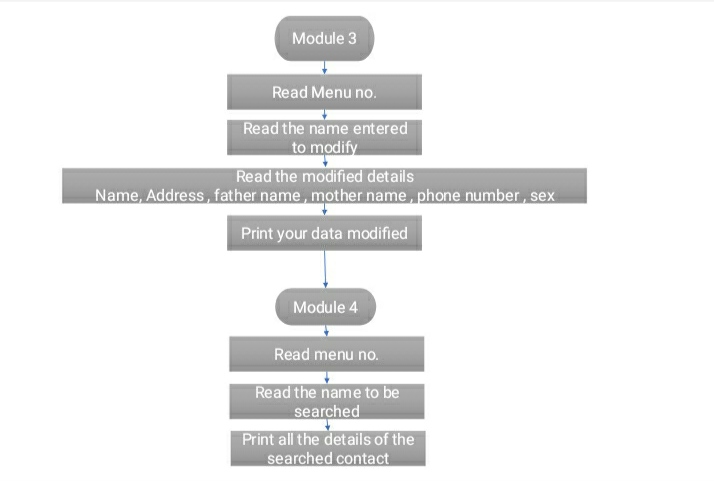 Module 3
Read Menu no.
Read the name entered
to modify
Read the modified details
Name, Address , father name , mother name , phone number , sex
Print your data modified
Module 4
Read menu no.
Read the name to be
searched
Print all the details of the
searched contact